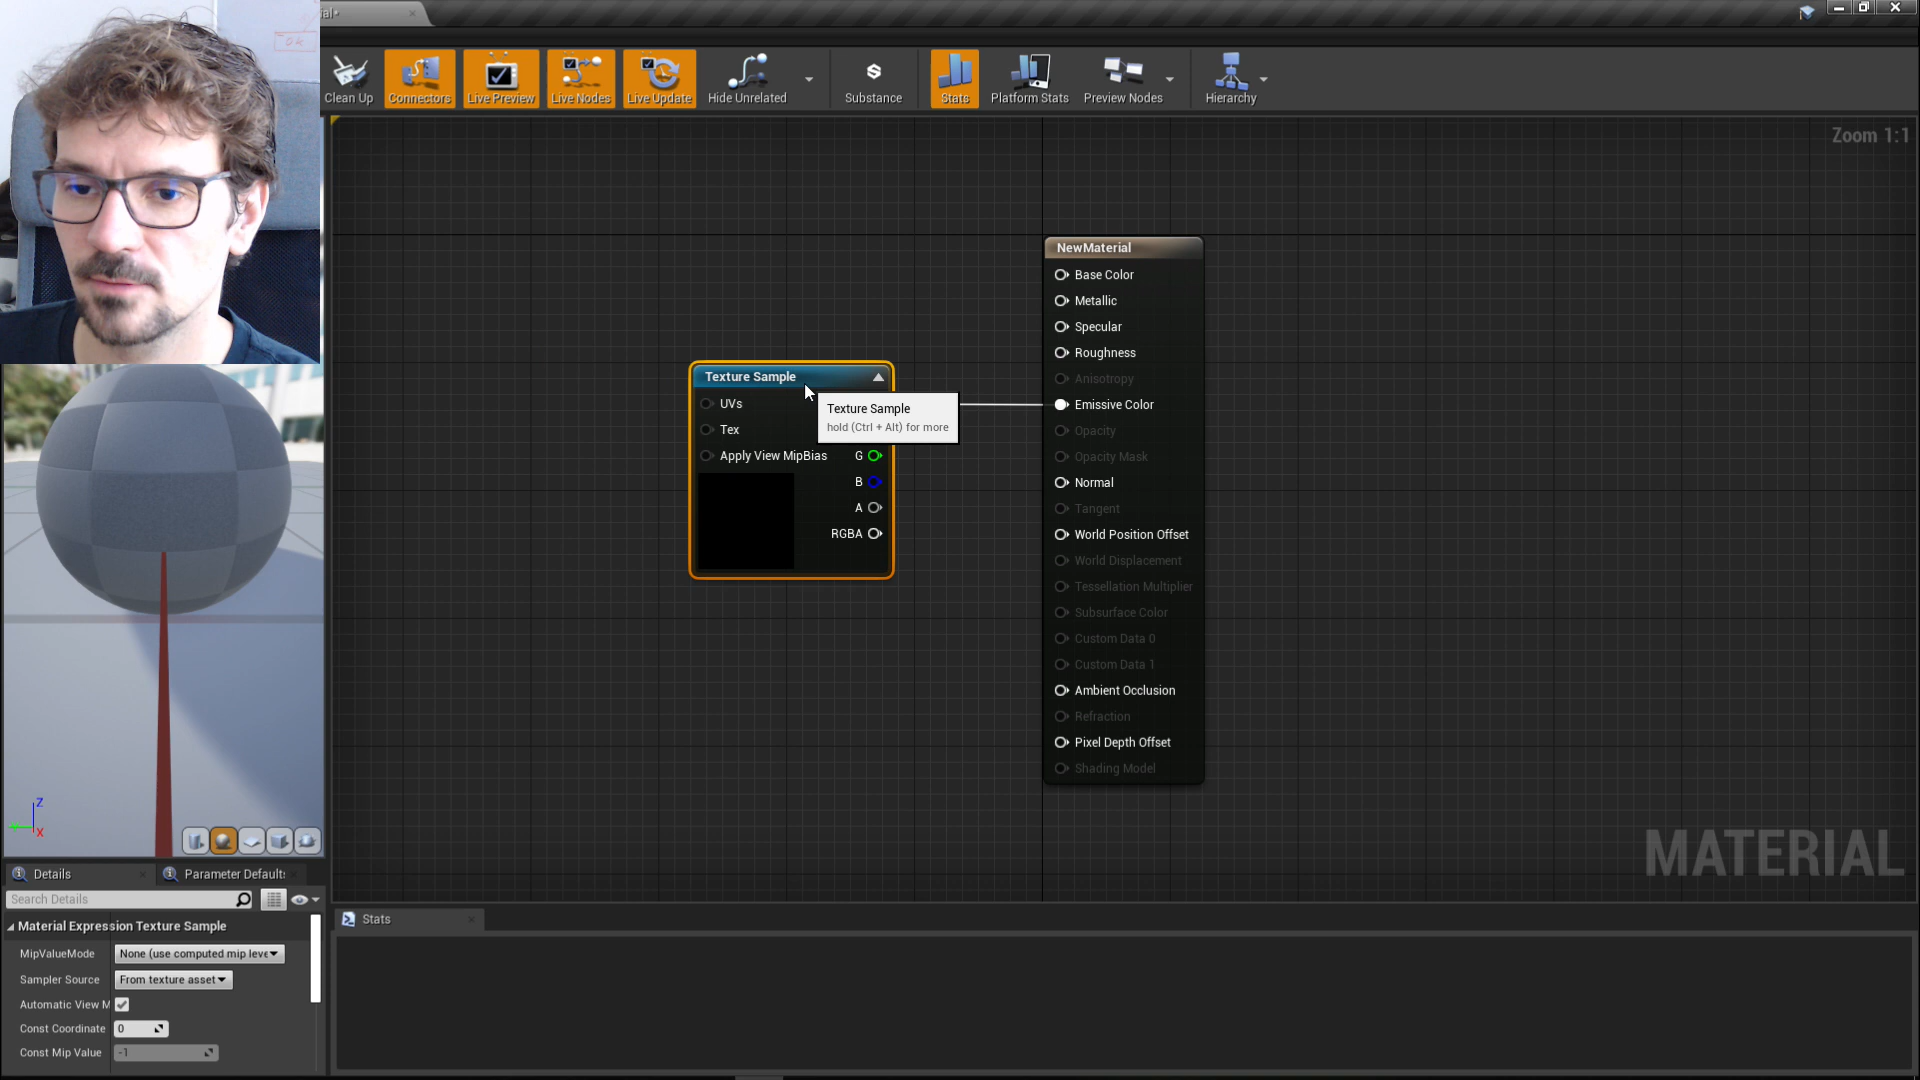 ial*
Clean Up
Connectors
Live Preview
Live Nodes
Live Update
Hide Unrelated
Substance
Stats
Platform Stats
Preview Nodes
Hierarchy
Zoom 1:1
NewMaterial
Base Color
Metallic
Specular
Roughness
Anisotropy
Emissive Color
Opacity
Opacity Mask
Normal
Tangent
World Position Offset
World Displacement
Tessellation Multiplier
Subsurface Color
Custom Data 0
Custom Data 1
Ambient Occlusion
Refraction
Pixel Depth Offset
Shading Model
Texture Sample
UVs
Tex
Apply View MipBias
G
B
A
RGBA
Texture Sample
hold (Ctrl + Alt) for more
MATERIAL
Z
X
Details
Parameter Defaults
Search Details
Material Expression Texture Sample
MipValueMode
None (use computed mip leve
Sampler Source
From texture asset
Automatic View M
Const Coordinate
0
Const Mip Value
-1
Stats